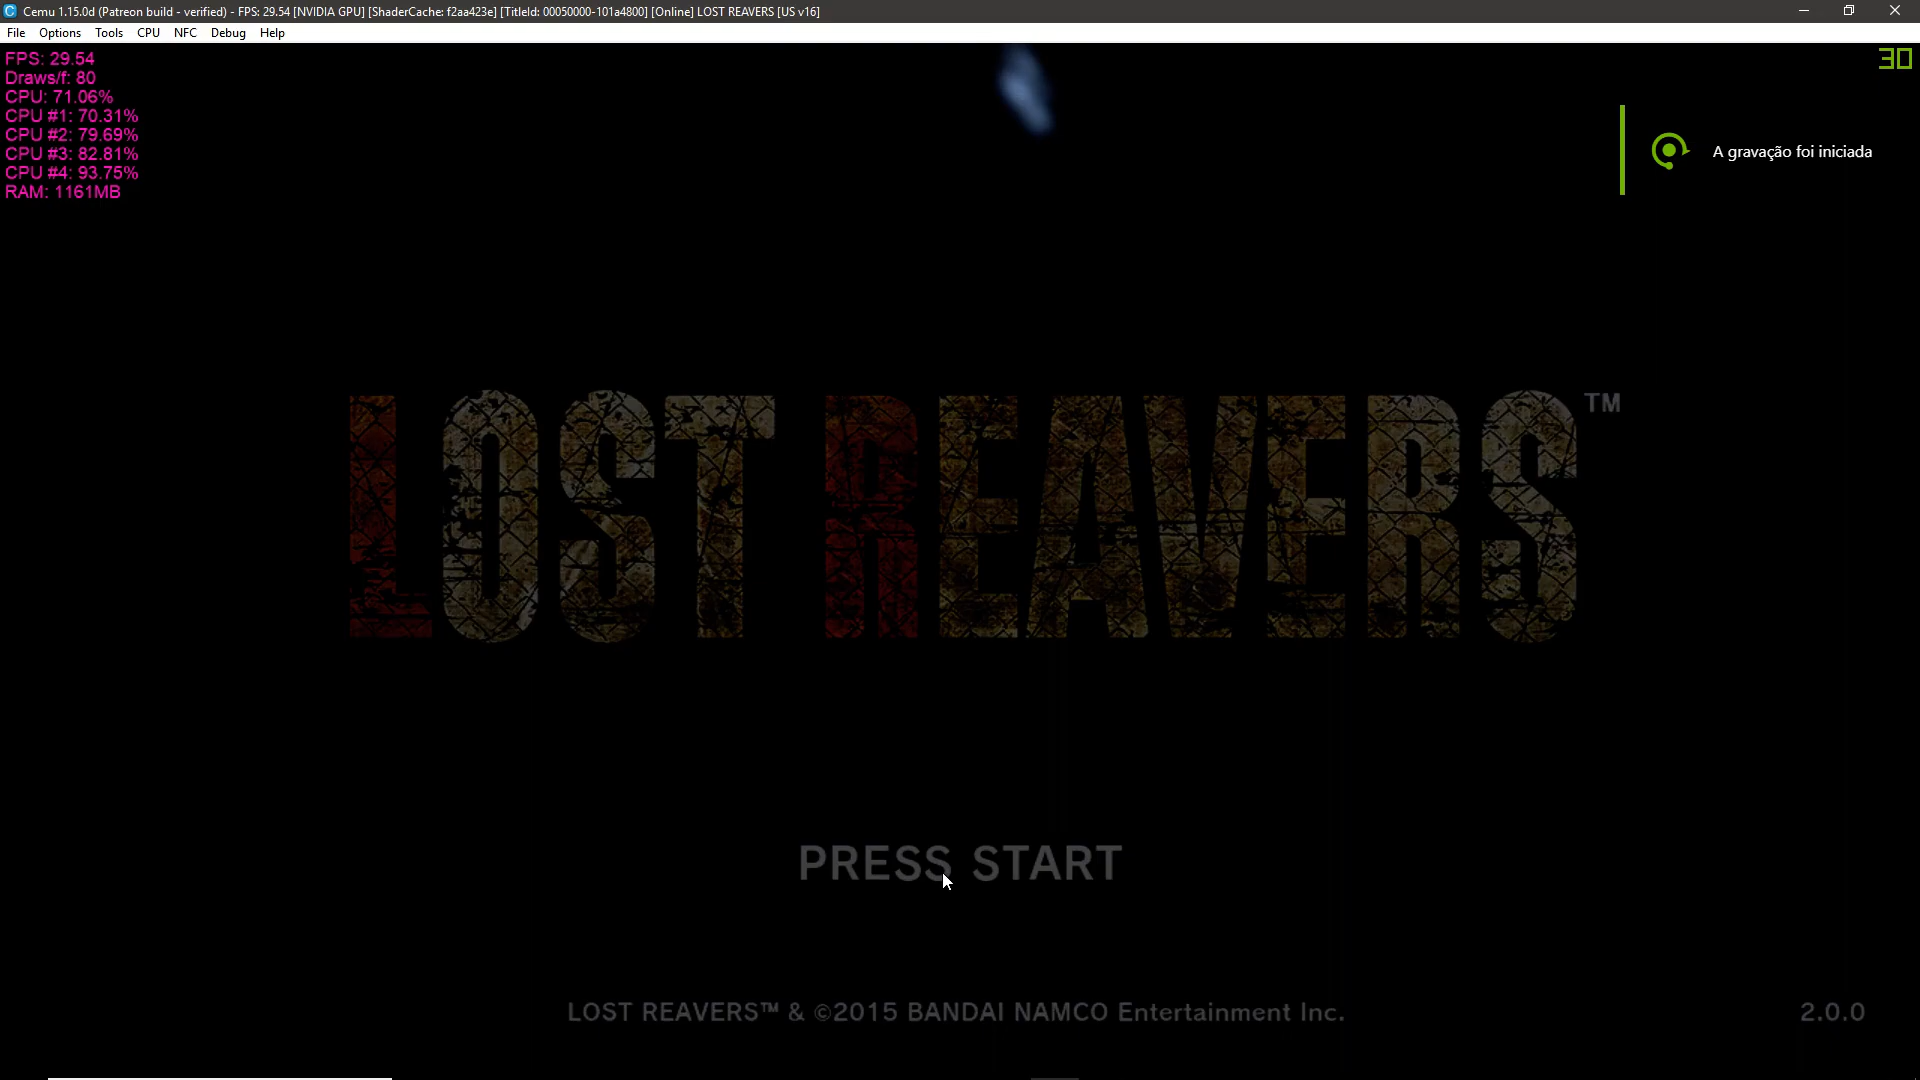 Cemu 1.15.0d (Patreon build - verified) - FPS: 29.54 [NVIDIA GPU] [ShaderCache: f2aa423e] [TitleId: 00050000-101a4800] [Online] LOST REAVERS [US v16]
File Options Tools CPU NFC Debug Help
FPS: 29.54
30
Draws/f: 80
CPU: 71.06%
CPU #1: 70.31%
CPU #2: 79.69%
CPU #3: 82.81%
CPU #4: 93.75%
RAM: 1161MB
A gravação foi iniciada
LOST REAVERS™
PRESS START
LOST REAVERS™ & ©2015 BANDAI NAMCO Entertainment Inc.
2.0.0